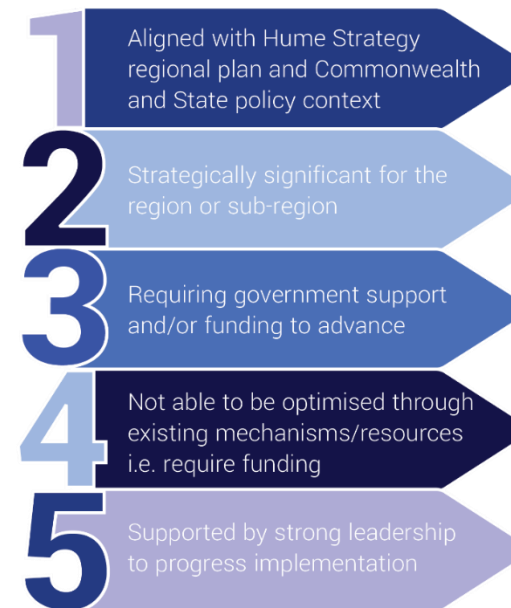 1
Aligned with Hume Strategy
regional plan and Commonwealth
and State policy context
2
Strategically significant for the
region or sub-region
3
Requiring government support
and/or funding to advance
4
Not able to be optimised through
existing mechanisms/resources
i.e. require funding
5
Supported by strong leadership
to progress implementation